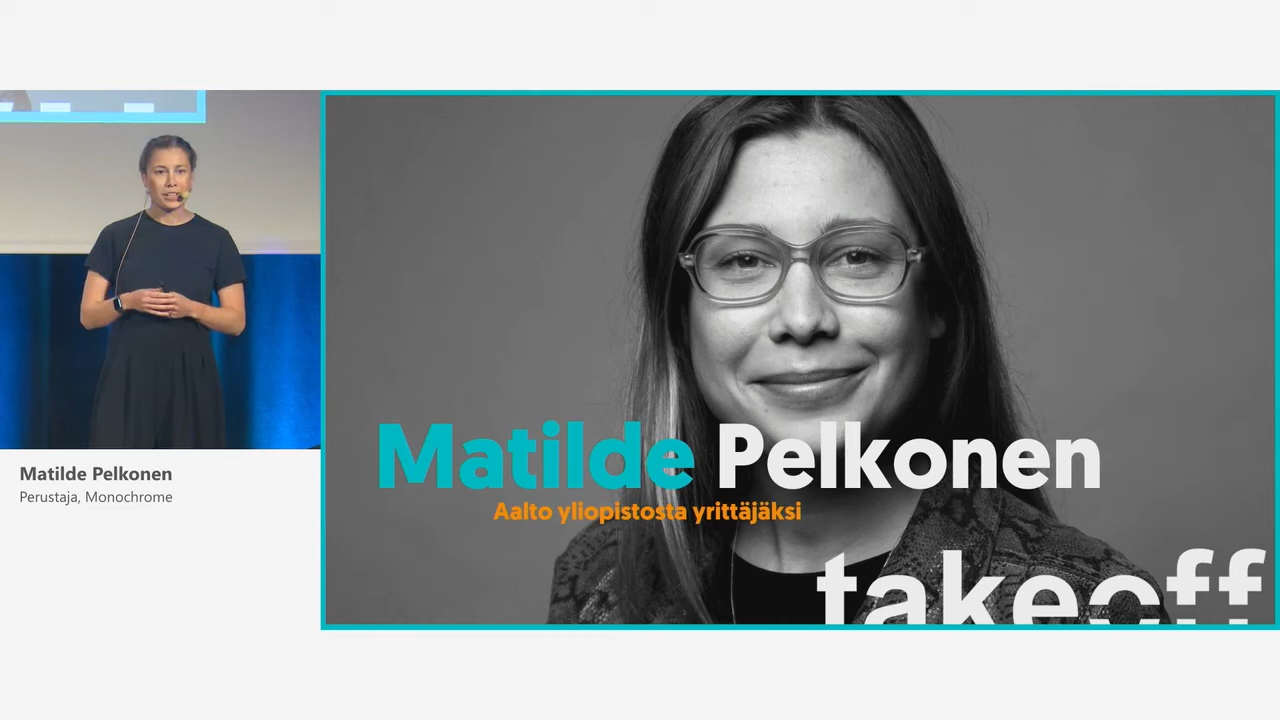 Matilde Pelkonen
Perustaja, Monochrome
Matilde Pelkonen
Aalto yliopistosta yrittäjäksi
takeoff